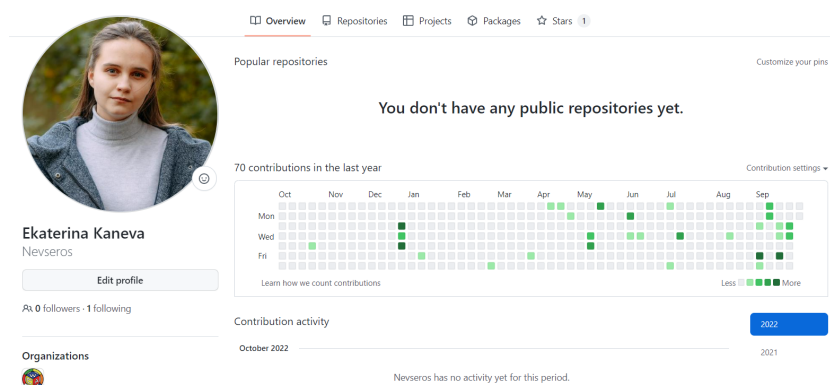 Overview Repositories Projects Packages Stars 1
Popular repositories Customize your pins
You don't have any public repositories yet.
70 contributions in the last year Contribution settings
Oct Nov Dec Jan Feb Mar Apr May Jun Jul Aug Sep
Mon
Wed
Fri
Learn how we count contributions Less More
Ekaterina Kaneva
Nevseros
Edit profile
0 followers · 1 following
Organizations
Contribution activity
2022
2021
October 2022
Nevseros has no activity yet for this period.